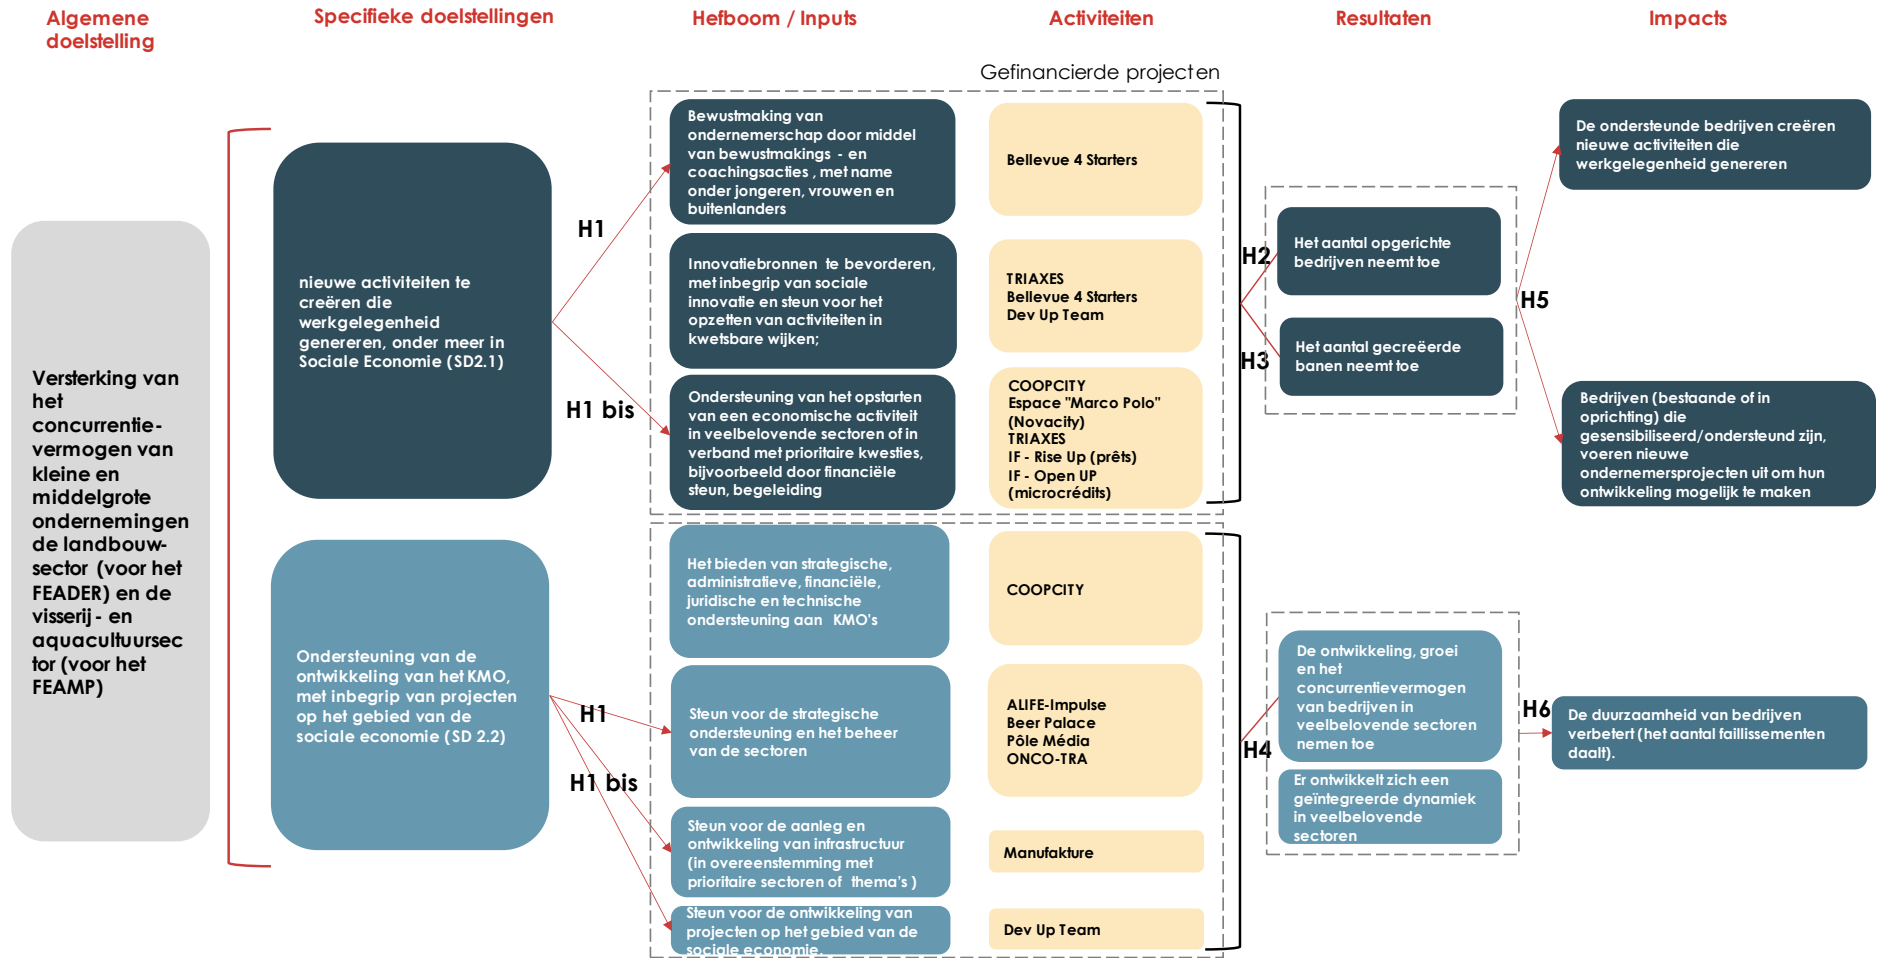 Algemene
doelstelling
Specifieke doelstellingen
Hefboom / Inputs
Activiteiten
Resultaten
Impacts
Gefinancierde projecten
Versterking van
het
concurrentie-
vermogen van
kleine en
middelgrote
ondernemingen
de landbouw-
sector (voor het
FEADER) en de
visserij- en
aquacultuursec
tor (voor het
FEAMP)
nieuwe activiteiten te
creëren die
werkgelegenheid
genereren, onder meer in
Sociale Economie (SD2.1)
H1
H1 bis
Bewustmaking van
ondernemerschap door middel
van bewustmakings - en
coachingsacties , met name
onder jongeren, vrouwen en
buitenlanders
Bellevue 4 Starters
Innovatiebronnen te bevorderen,
met inbegrip van sociale
innovatie en steun voor het
opzetten van activiteiten in
kwetsbare wijken;
TRIAXES
Bellevue 4 Starters
Dev Up Team
Ondersteuning van het opstarten
van een economische activiteit
in veelbelovende sectoren of in
verband met prioritaire kwesties,
bijvoorbeeld door financiële
steun, begeleiding
COOPCITY
Espace "Marco Polo"
(Novacity)
TRIAXES
IF - Rise Up (prêts)
IF - Open UP
(microcrédits)
H2
H3
Het aantal opgerichte
bedrijven neemt toe
Het aantal gecreëerde
banen neemt toe
H5
De ondersteunde bedrijven creëren
nieuwe activiteiten die
werkgelegenheid genereren
Bedrijven (bestaande of in
oprichting) die
gesensibiliseerd/ondersteund zijn,
voeren nieuwe
ondernemersprojecten uit om hun
ontwikkeling mogelijk te maken
Ondersteuning van de
ontwikkeling van het KMO,
met inbegrip van projecten
op het gebied van de
sociale economie (SD 2.2)
H1
H1 bis
Het bieden van strategische,
administratieve, financiële,
juridische en technische
ondersteuning aan KMO's
COOPCITY
Steun voor de strategische
ondersteuning en het beheer
van de sectoren
ALIFE-Impulse
Beer Palace
Pôle Média
ONCO-TRA
Steun voor de aanleg en
ontwikkeling van infrastructuur
(in overeenstemming met
prioritaire sectoren of thema's )
Manufakture
Steun voor de ontwikkeling van
projecten op het gebied van de
sociale economie.
Dev Up Team
H4
De ontwikkeling, groei
en het
concurrentievermogen
van bedrijven in
veelbelovende sectoren
nemen toe
Er ontwikkelt zich een
geïntegreerde dynamiek
in veelbelovende
sectoren
H6
De duurzaamheid van bedrijven
verbetert (het aantal faillissementen
daalt).